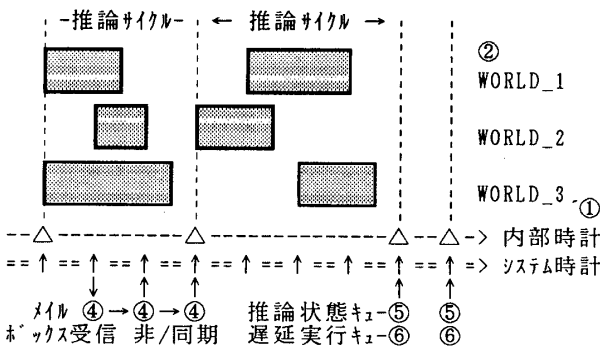 -推論ｻｲｸﾙ- ← 推論ｻｲｸﾙ →
②
WORLD_1
WORLD_2
WORLD_3 ①
--△--------△-----------△---△-> 内部時計
== ↑ == ↑ == ↑ == ↑ == ↑ == ↑ == ↑ == ↑ == ↑ => ｼｽﾃﾑ時計
ﾒｲﾙ ④→④→④ 推論状態ｷｭｰ⑤ ⑤
ﾎﾞｯｸｽ受信 非/同期 遅延実行ｷｭｰ⑥ ⑥